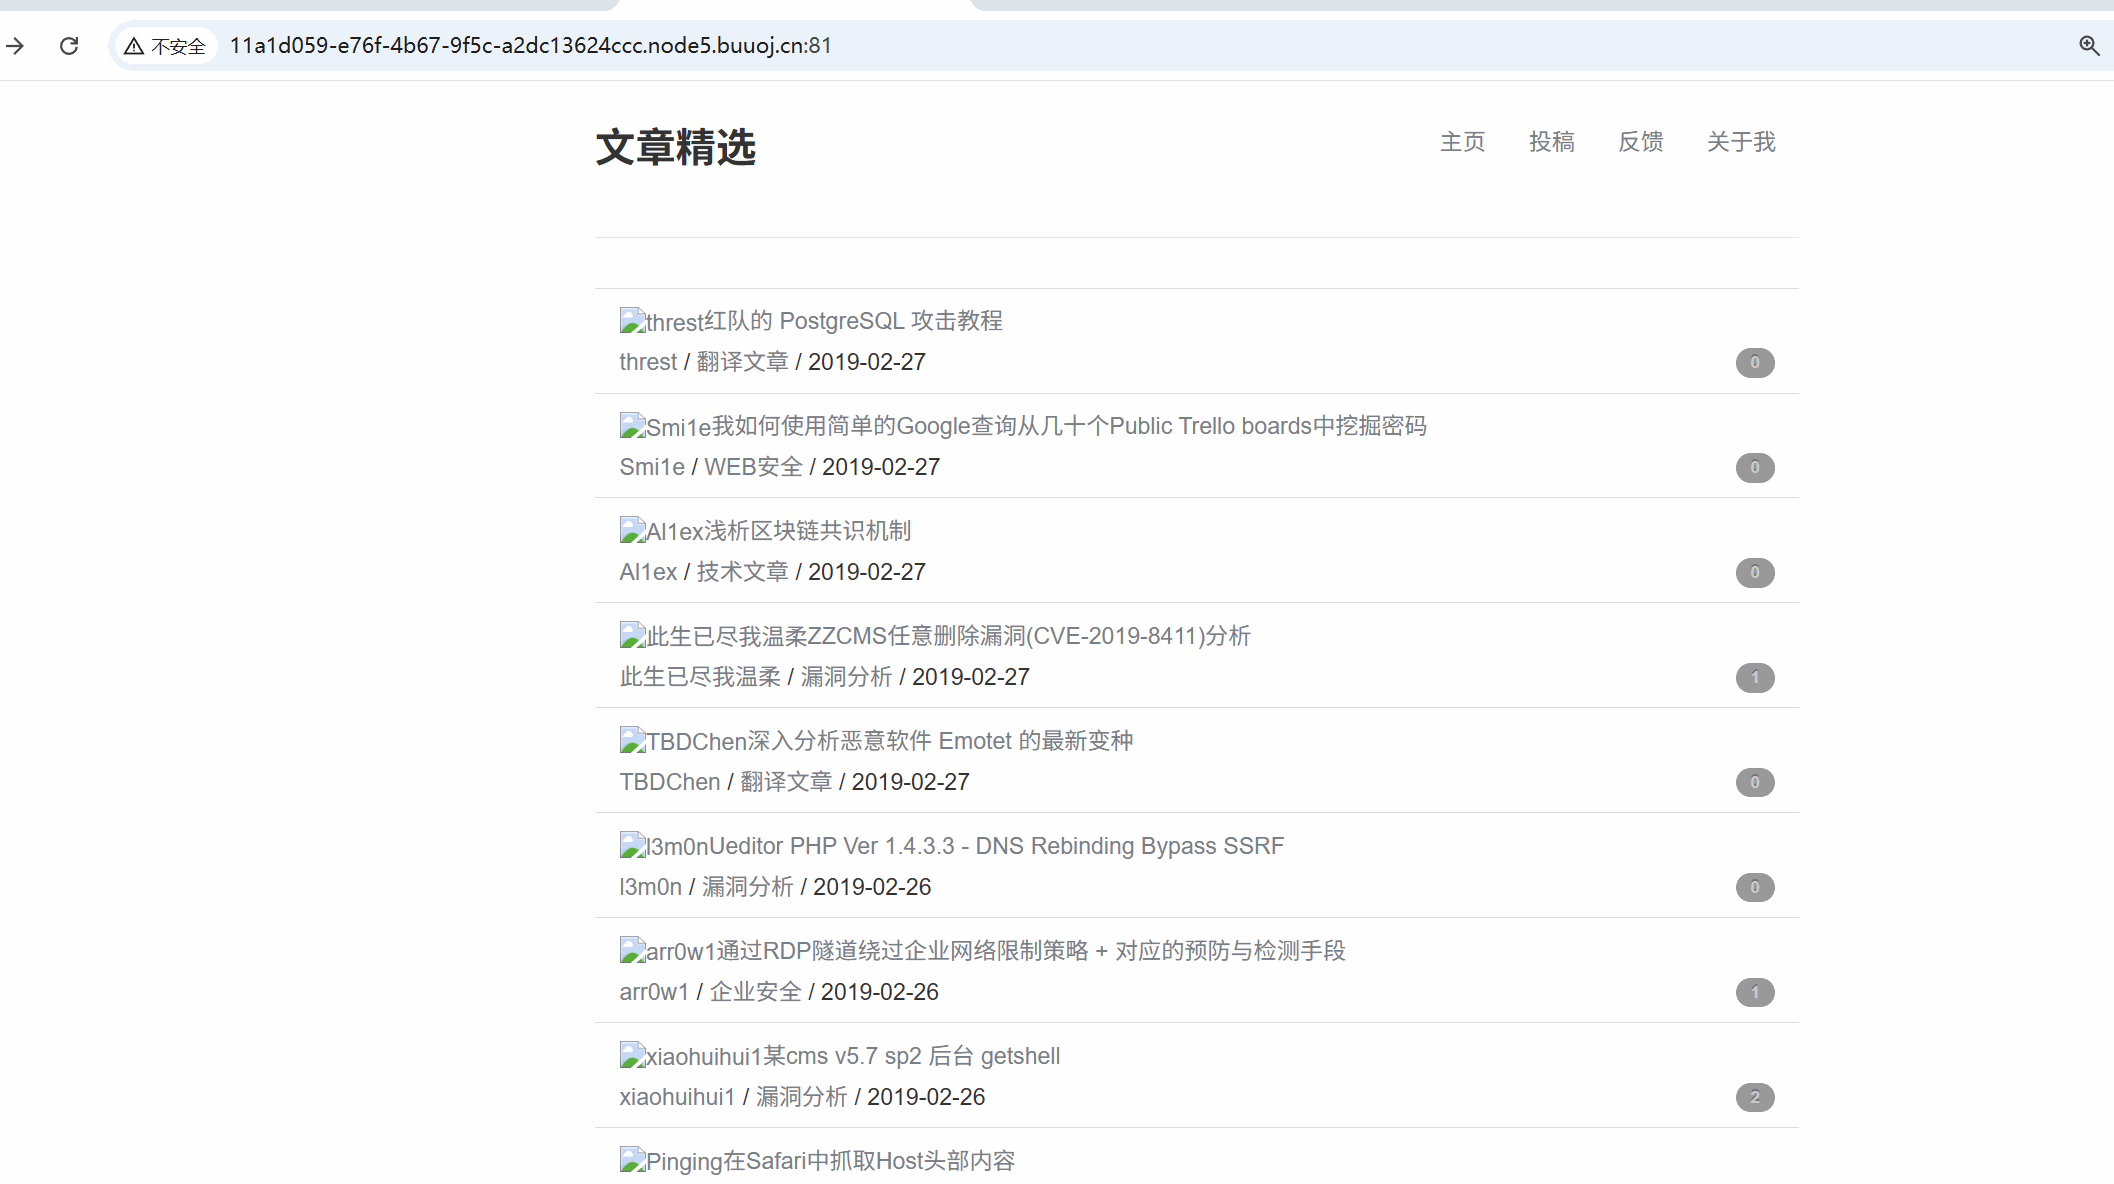 不安全 11a1d059-e76f-4b67-9f5c-a2dc13624ccc.node5.buuoj.cn:81
文章精选 主页 投稿 反馈 关于我
threst红队的 PostgreSQL 攻击教程
threst / 翻译文章 / 2019-02-27 0
Smi1e我如何使用简单的Google查询从几十个Public Trello boards中挖掘密码
Smi1e / WEB安全 / 2019-02-27 0
Al1ex浅析区块链共识机制
Al1ex / 技术文章 / 2019-02-27 0
此生已尽我温柔ZZCMS任意删除漏洞(CVE-2019-8411)分析
此生已尽我温柔 / 漏洞分析 / 2019-02-27 1
TBDChen深入分析恶意软件 Emotet 的最新变种
TBDChen / 翻译文章 / 2019-02-27 0
l3m0nUeditor PHP Ver 1.4.3.3 - DNS Rebinding Bypass SSRF
l3m0n / 漏洞分析 / 2019-02-26 0
arr0w1通过RDP隧道绕过企业网络限制策略 + 对应的预防与检测手段
arr0w1 / 企业安全 / 2019-02-26 1
xiaohuihui1某cms v5.7 sp2 后台 getshell
xiaohuihui1 / 漏洞分析 / 2019-02-26 2
Pinging在Safari中抓取Host头部内容